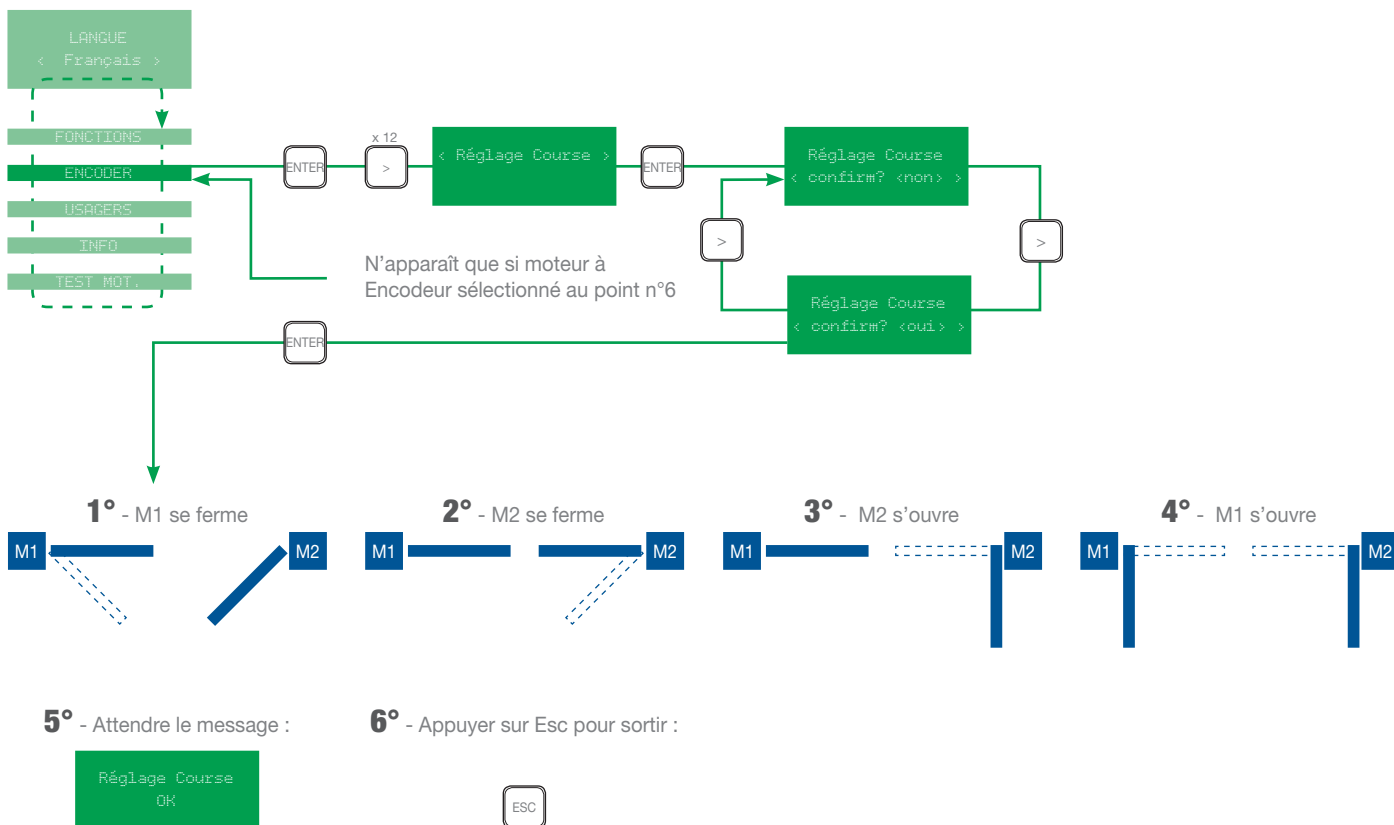 LANGUE
< Français >
FONCTIONS
ENCODER
USAGERS
INFO
TEST MOT.
ENTER
x 12
>
< Réglage Course >
ENTER
Réglage Course
< confirm? <non> >
>
>
N'apparaît que si moteur à
Encodeur sélectionné au point n°6
Réglage Course
< confirm? <oui> >
ENTER
1° - M1 se ferme
M1
M2
2° - M2 se ferme
M1
M2
3° - M2 s'ouvre
M1
M2
4° - M1 s'ouvre
M1
M2
5° - Attendre le message :
Réglage Course
OK
6° - Appuyer sur Esc pour sortir :
ESC